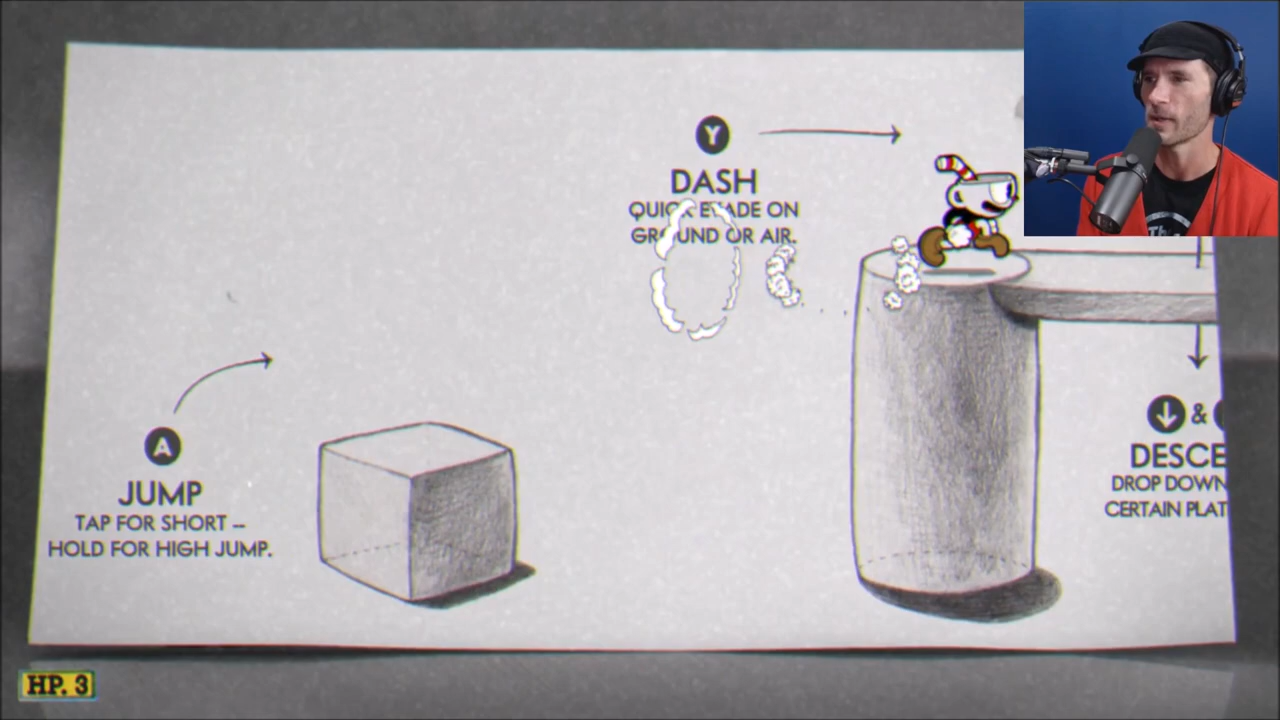 Y
DASH
QUICK EVADE ON
GROUND OR AIR.
A
JUMP
TAP FOR SHORT –
HOLD FOR HIGH JUMP.
↓ &
DESCE
DROP DOWN
CERTAIN PLAT
HP. 3